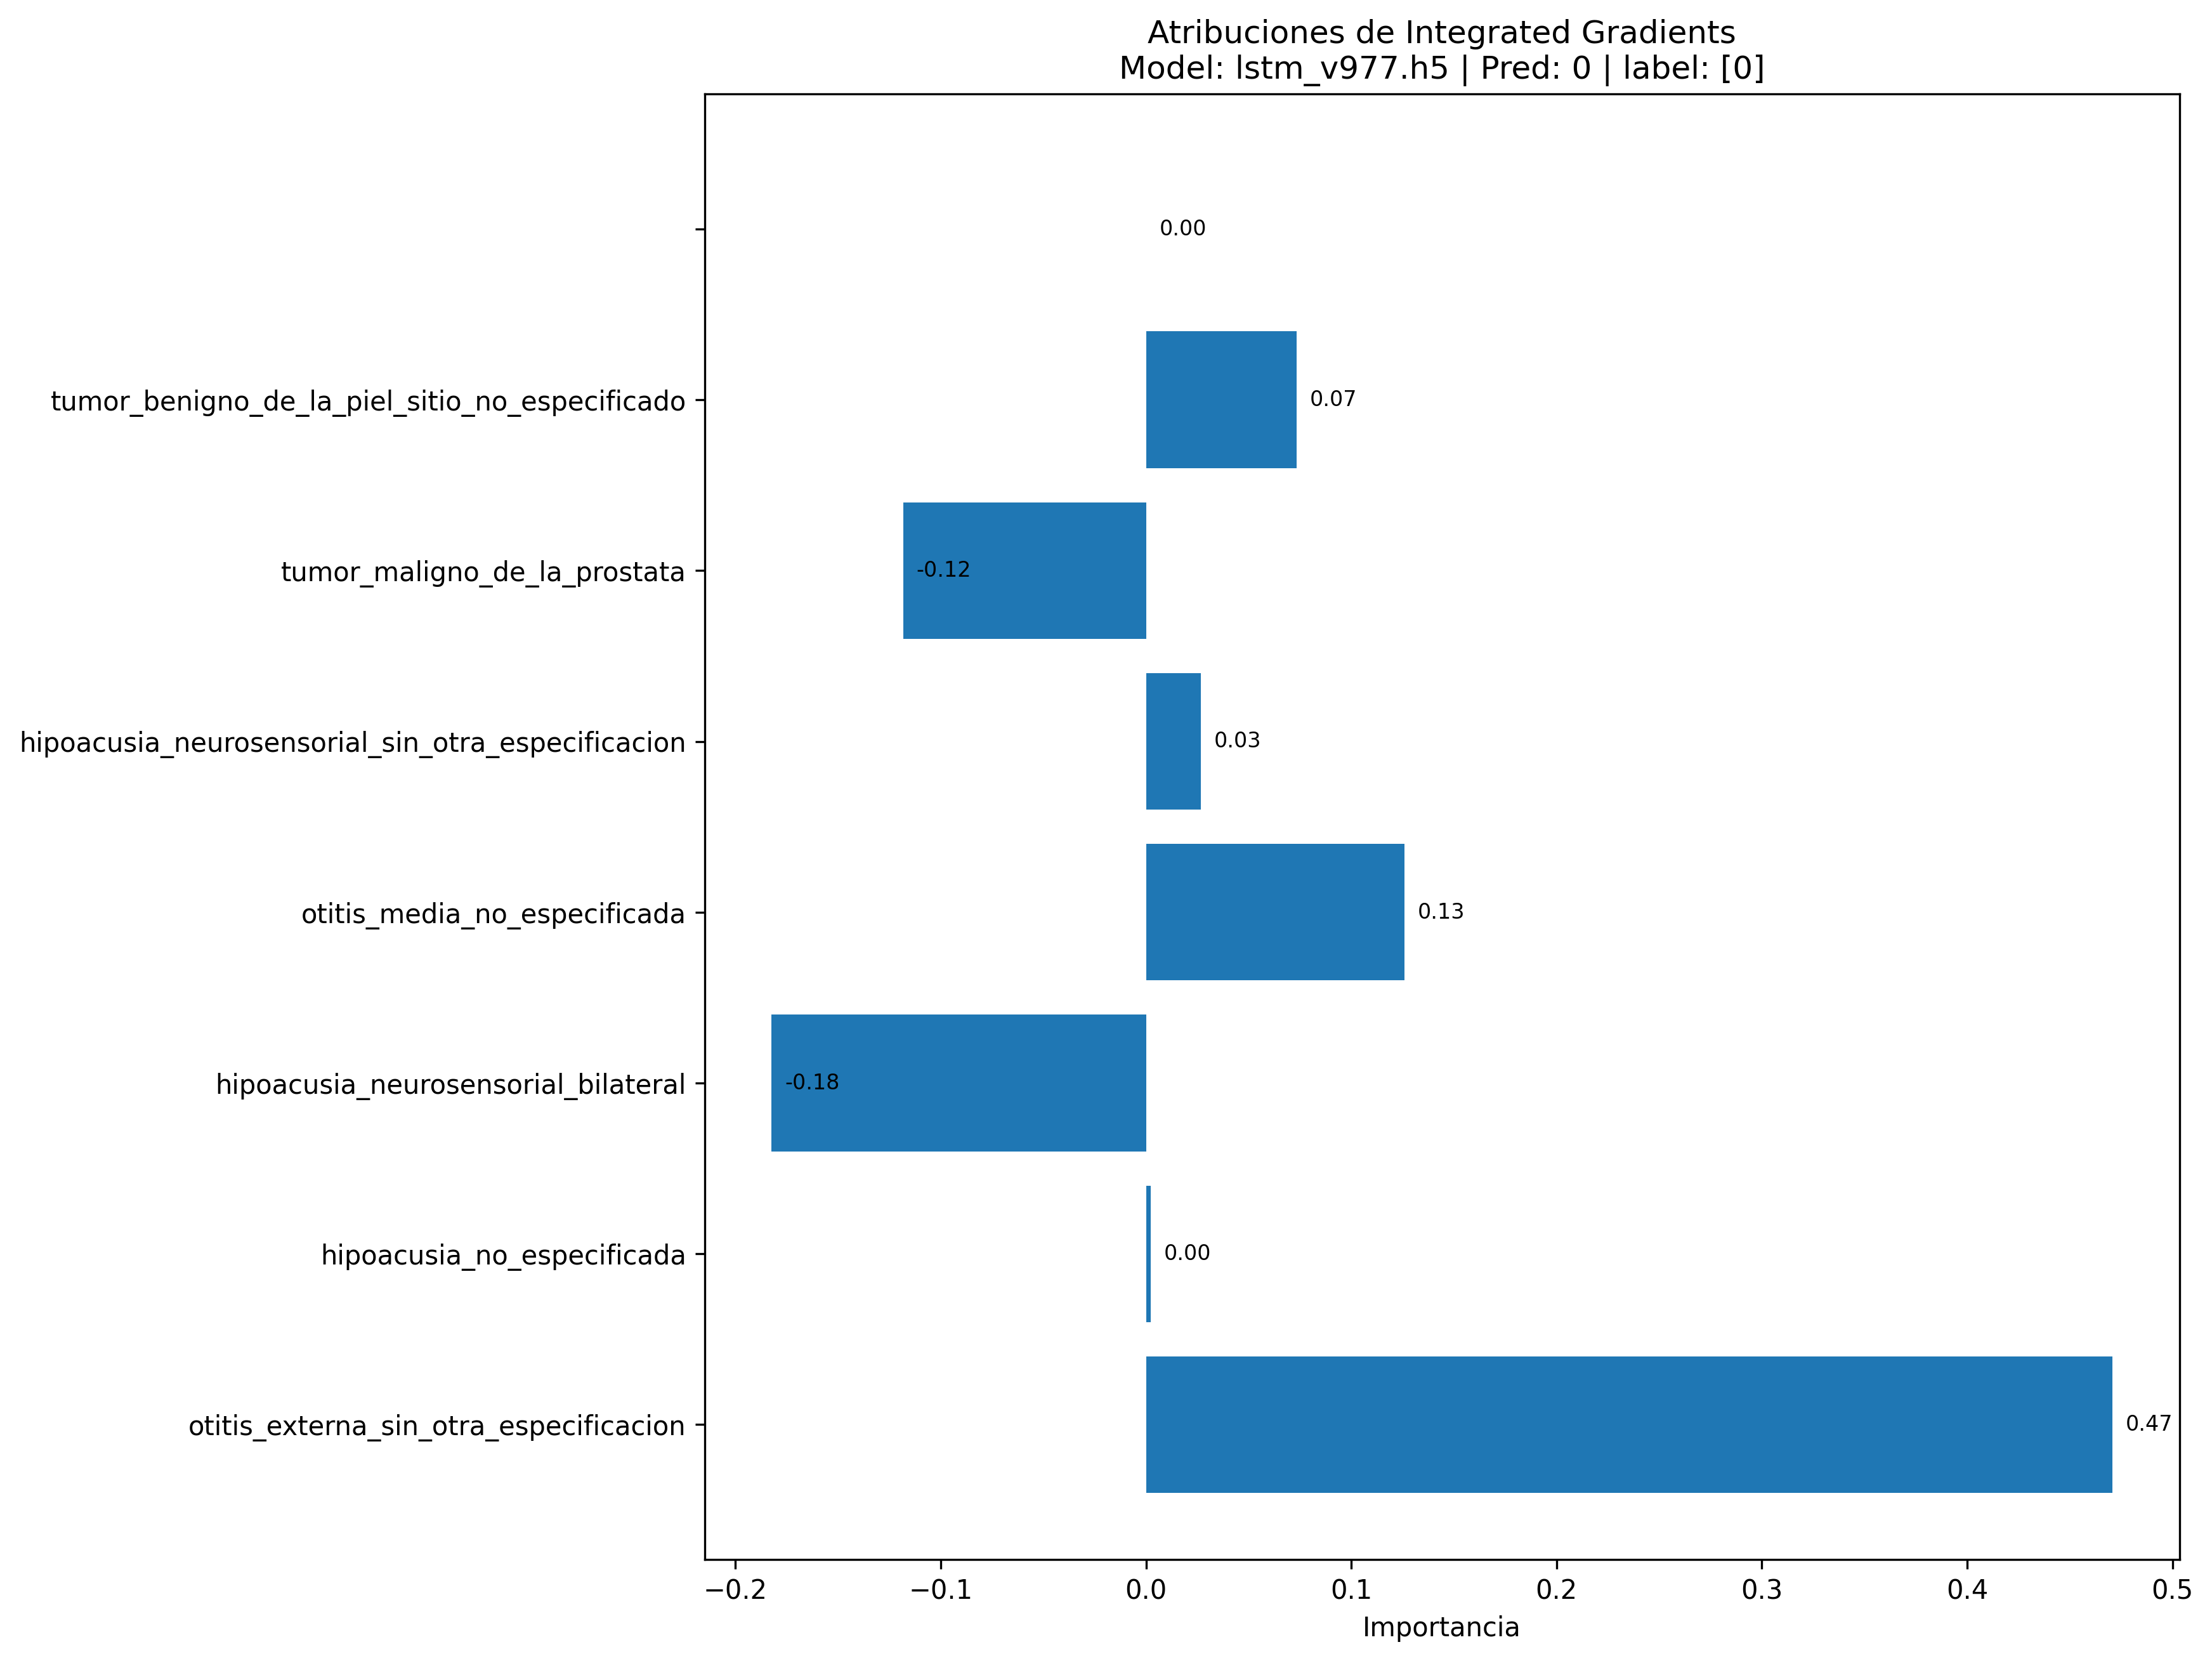 Atribuciones de Integrated Gradients
Model: lstm_v977.h5 | Pred: 0 | label: [0]
0.00
tumor_benigno_de_la_piel_sitio_no_especificado
0.07
tumor_maligno_de_la_prostata
-0.12
hipoacusia_neurosensorial_sin_otra_especificacion
0.03
otitis_media_no_especificada
0.13
hipoacusia_neurosensorial_bilateral
-0.18
hipoacusia_no_especificada
0.00
otitis_externa_sin_otra_especificacion
0.47
−0.2 −0.1 0.0 0.1 0.2 0.3 0.4 0.5
Importancia